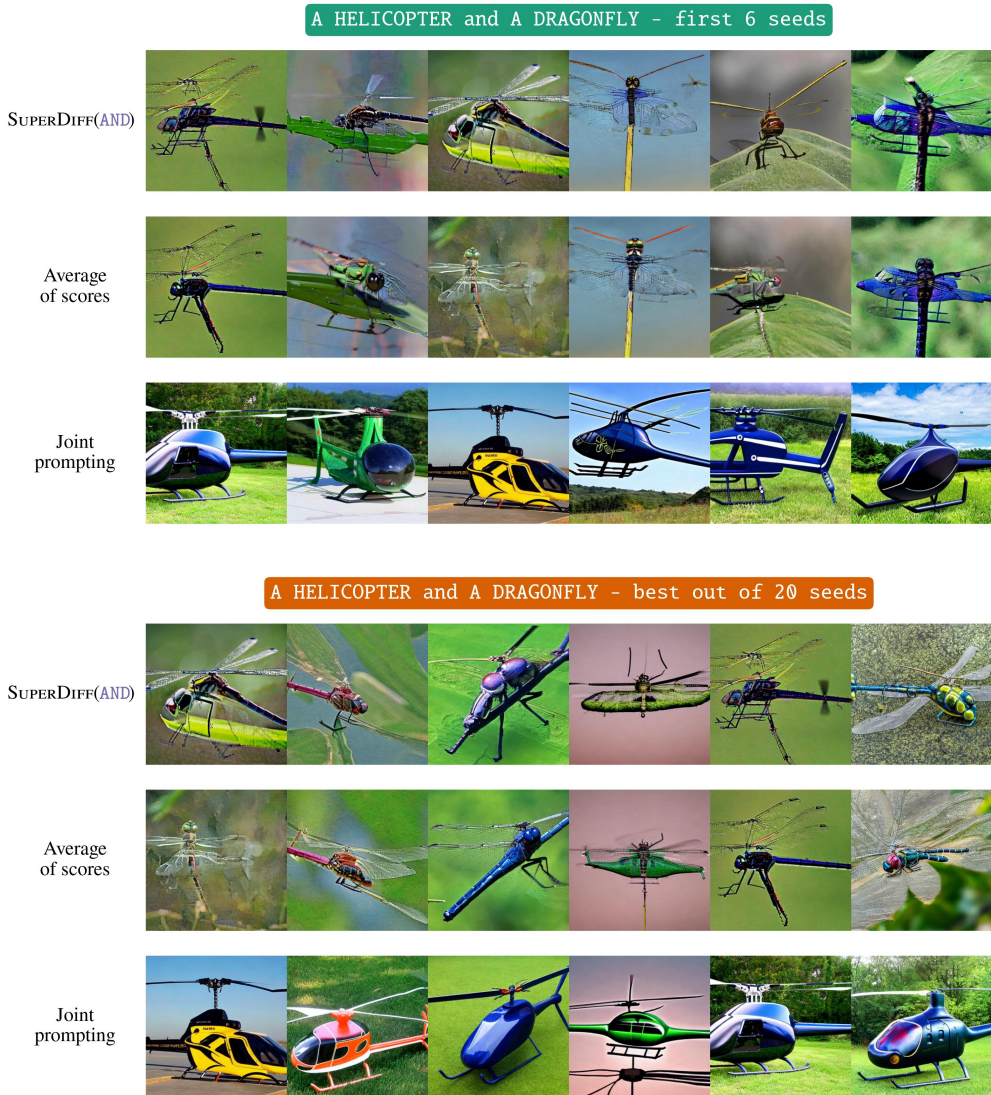 A HELICOPTER and A DRAGONFLY - first 6 seeds
SUPERDIFF(AND)
Average
of scores
Joint
prompting
A HELICOPTER and A DRAGONFLY - best out of 20 seeds
SUPERDIFF(AND)
Average
of scores
Joint
prompting